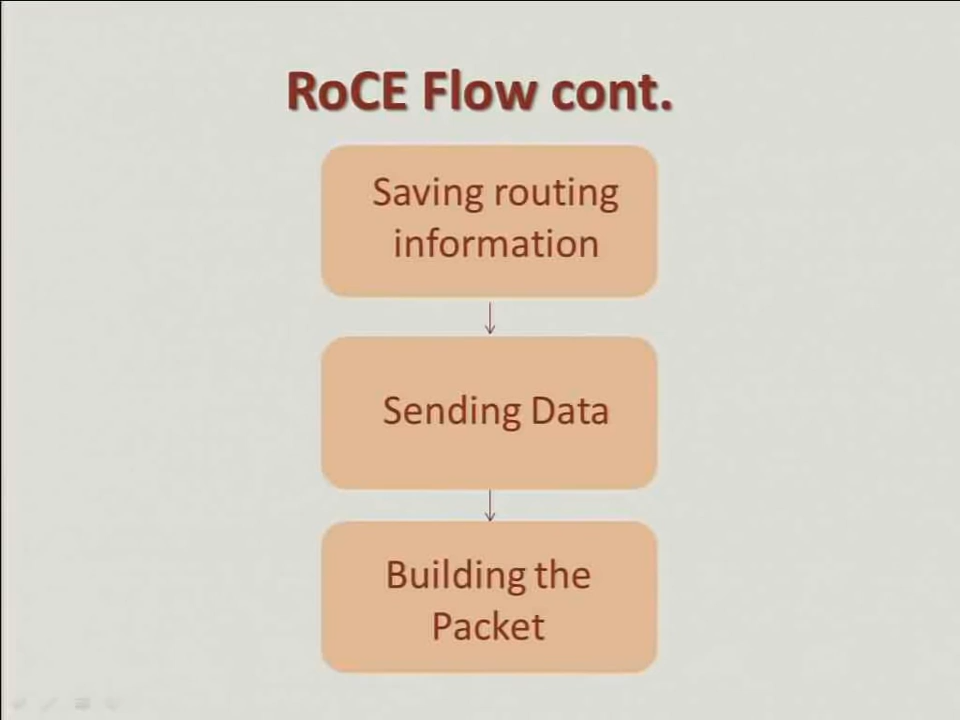 RoCE Flow cont.
Saving routing
information
Sending Data
Building the
Packet